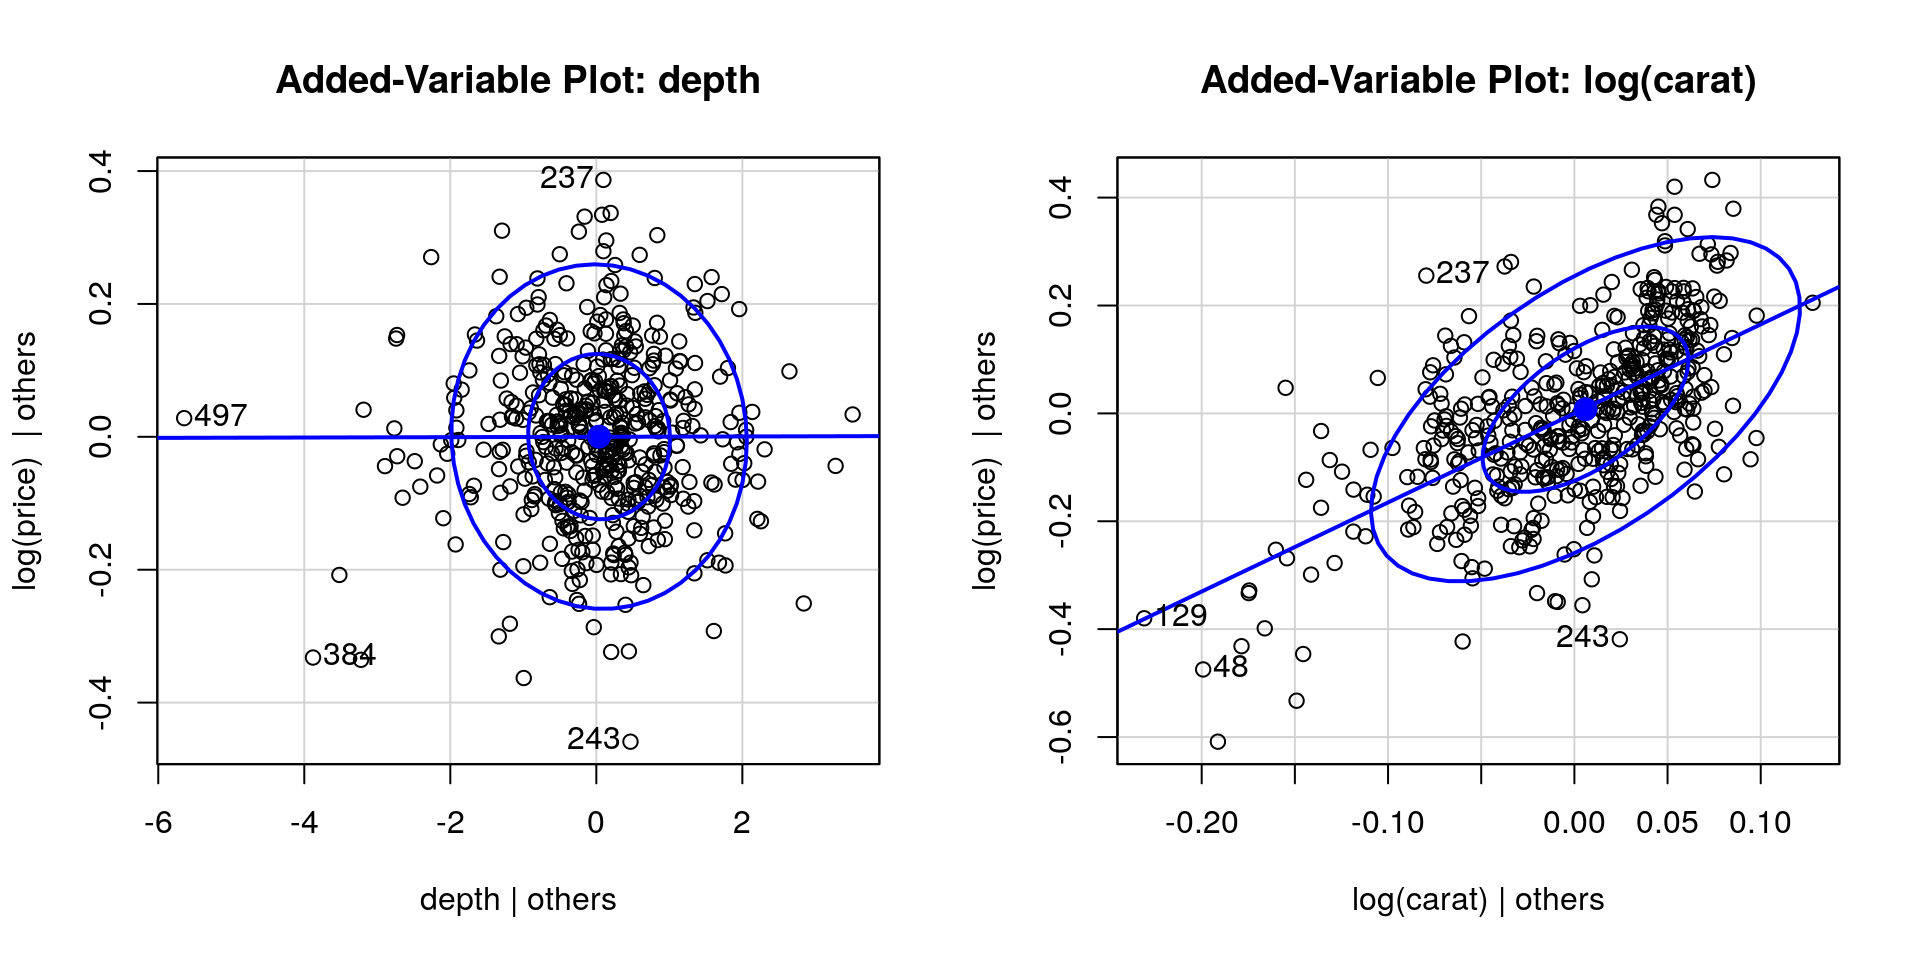 Added-Variable Plot: depth
0.4
0.2
0.0
-0.2
-0.4
log(price) | others
237
497
384
243
-6 -4 -2 0 2
depth | others
Added-Variable Plot: log(carat)
0.4
0.2
0.0
-0.2
-0.4
-0.6
log(price) | others
237
129
243
48
-0.20 -0.10 0.00 0.05 0.10
log(carat) | others